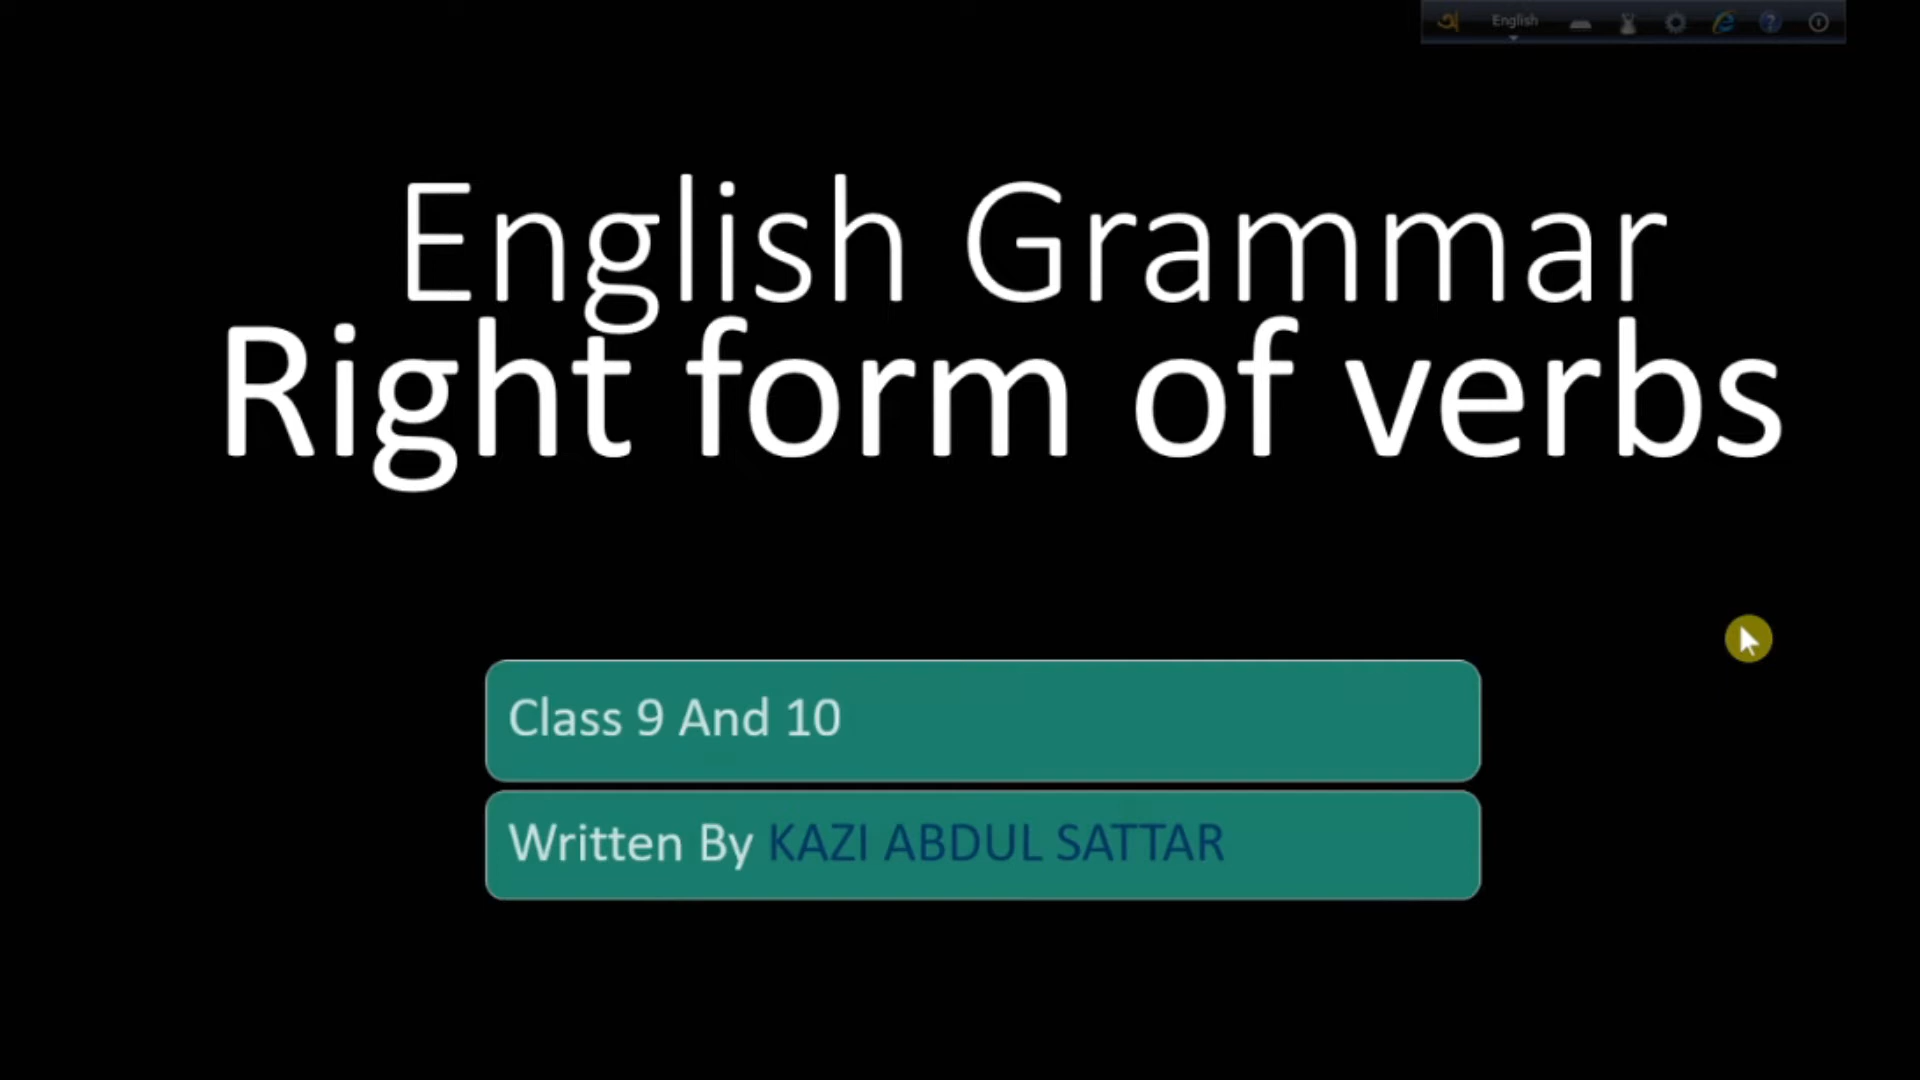 English
English Grammar
Right form of verbs
Class 9 And 10
Written By KAZI ABDUL SATTAR